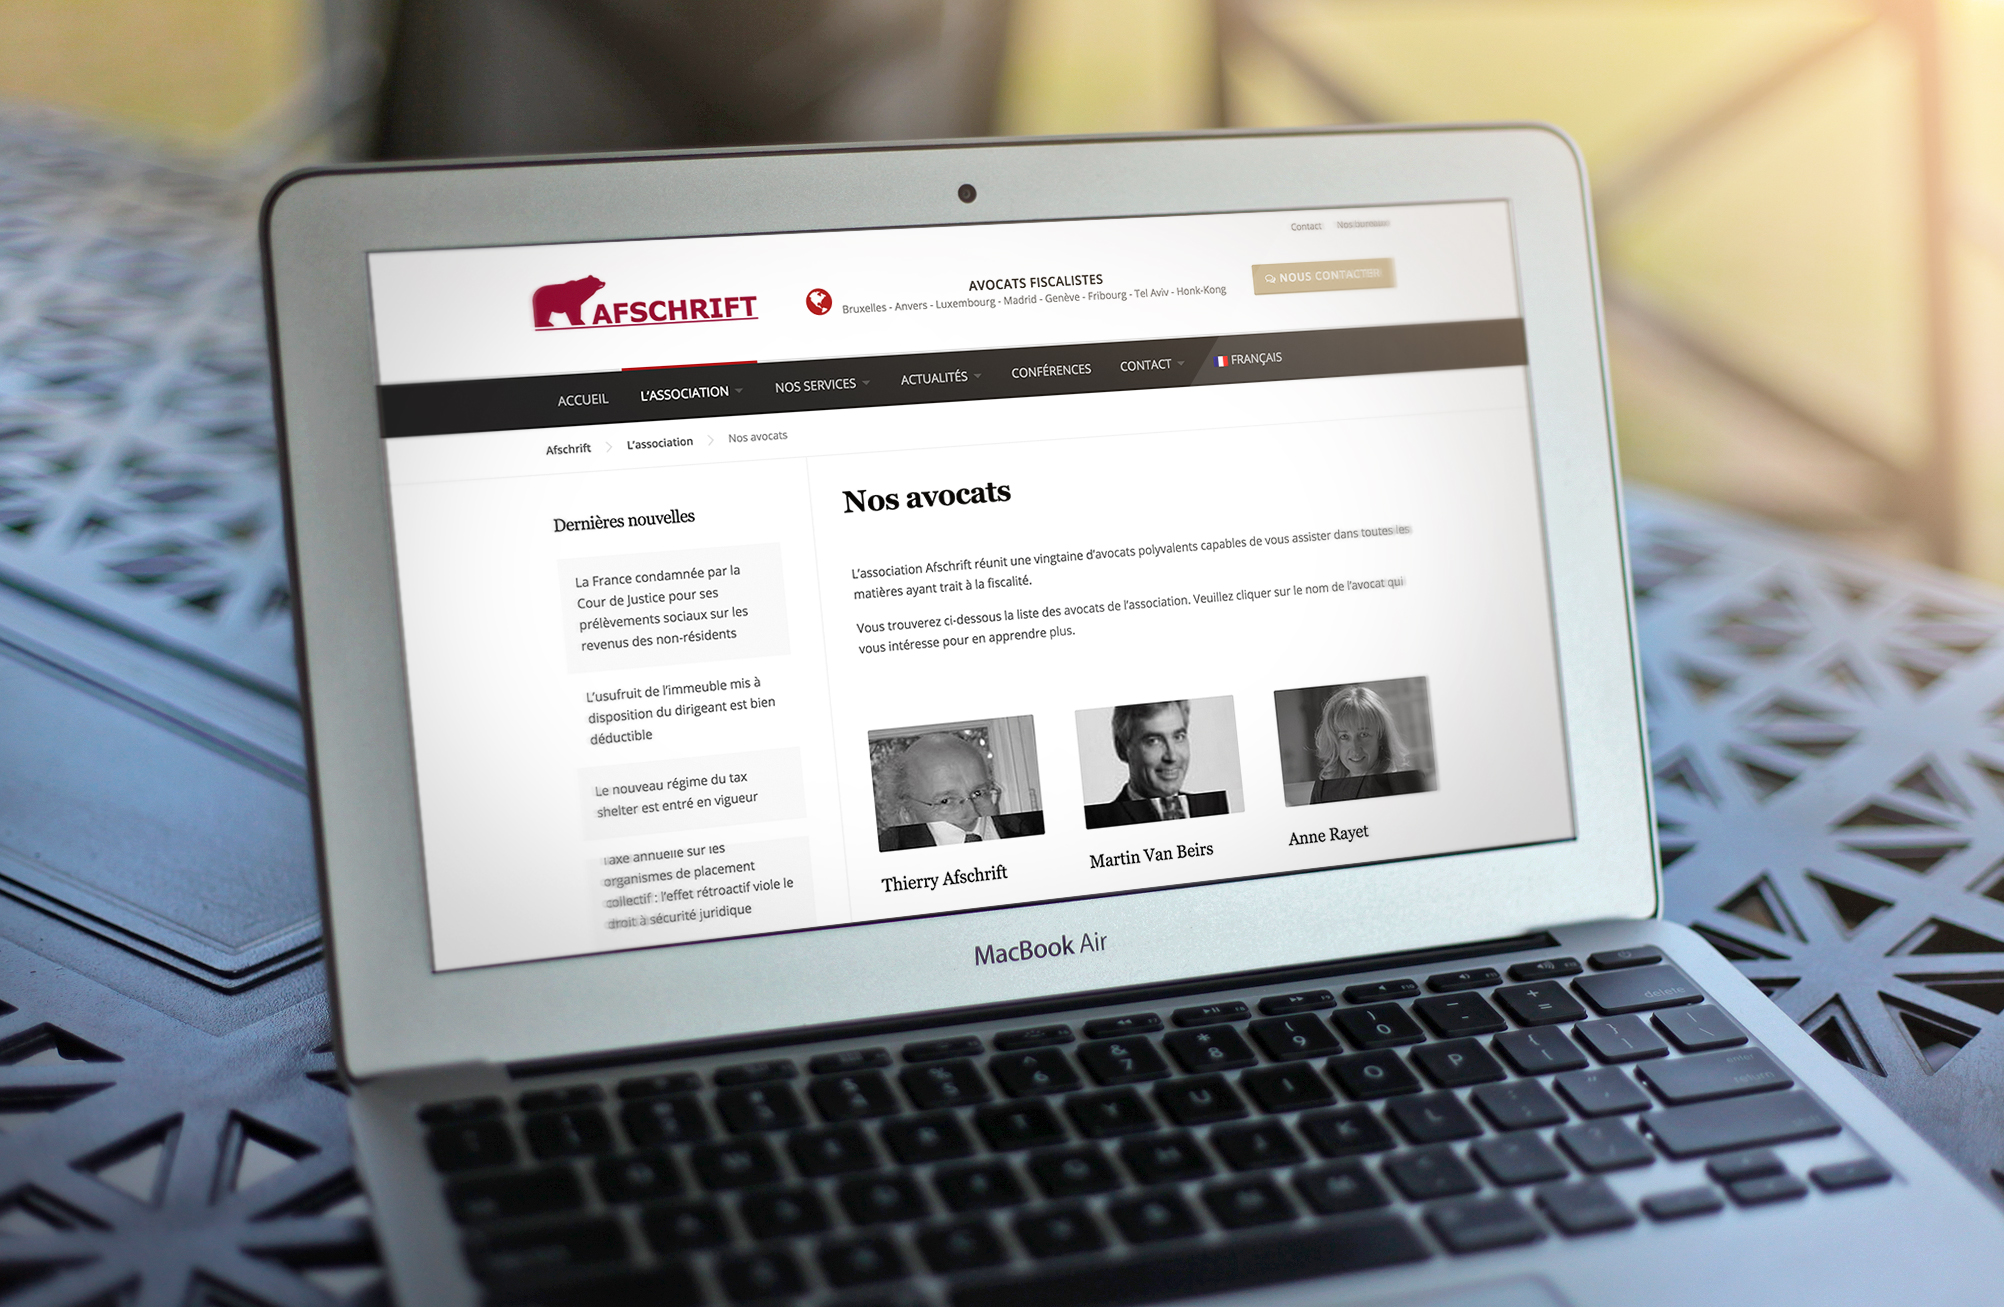 Contact
AFSCHRIFT
AVOCATS FISCALISTES
Bruxelles - Anvers - Luxembourg - Madrid - Genève - Fribourg - Tel Aviv - Honk-Kong
NOUS CONTACTER
ACCUEIL
L'ASSOCIATION
NOS SERVICES
ACTUALITÉS
CONFÉRENCES
CONTACT
FRANÇAIS
Afschrift
L'association
Nos avocats
Dernières nouvelles
La France condamnée par la
Cour de Justice pour ses
prélèvements sociaux sur les
revenus des non-résidents
L'usufruit de l'immeuble mis à
disposition du dirigeant est bien
déductible
Le nouveau régime du tax
shelter est entré en vigueur
Taxe annuelle sur les
organismes de placement
collectif : l'effet rétroactif viole le
droit à sécurité juridique
Nos avocats
L'association Afschrift réunit une vingtaine d'avocats polyvalents capables de vous assister dans toutes les
matières ayant trait à la fiscalité.
Vous trouverez ci-dessous la liste des avocats de l'association. Veuillez cliquer sur le nom de l'avocat qui
vous intéresse pour en apprendre plus.
Thierry Afschrift
Martin Van Beirs
Anne Rayet
MacBook Air
delete
enter
return